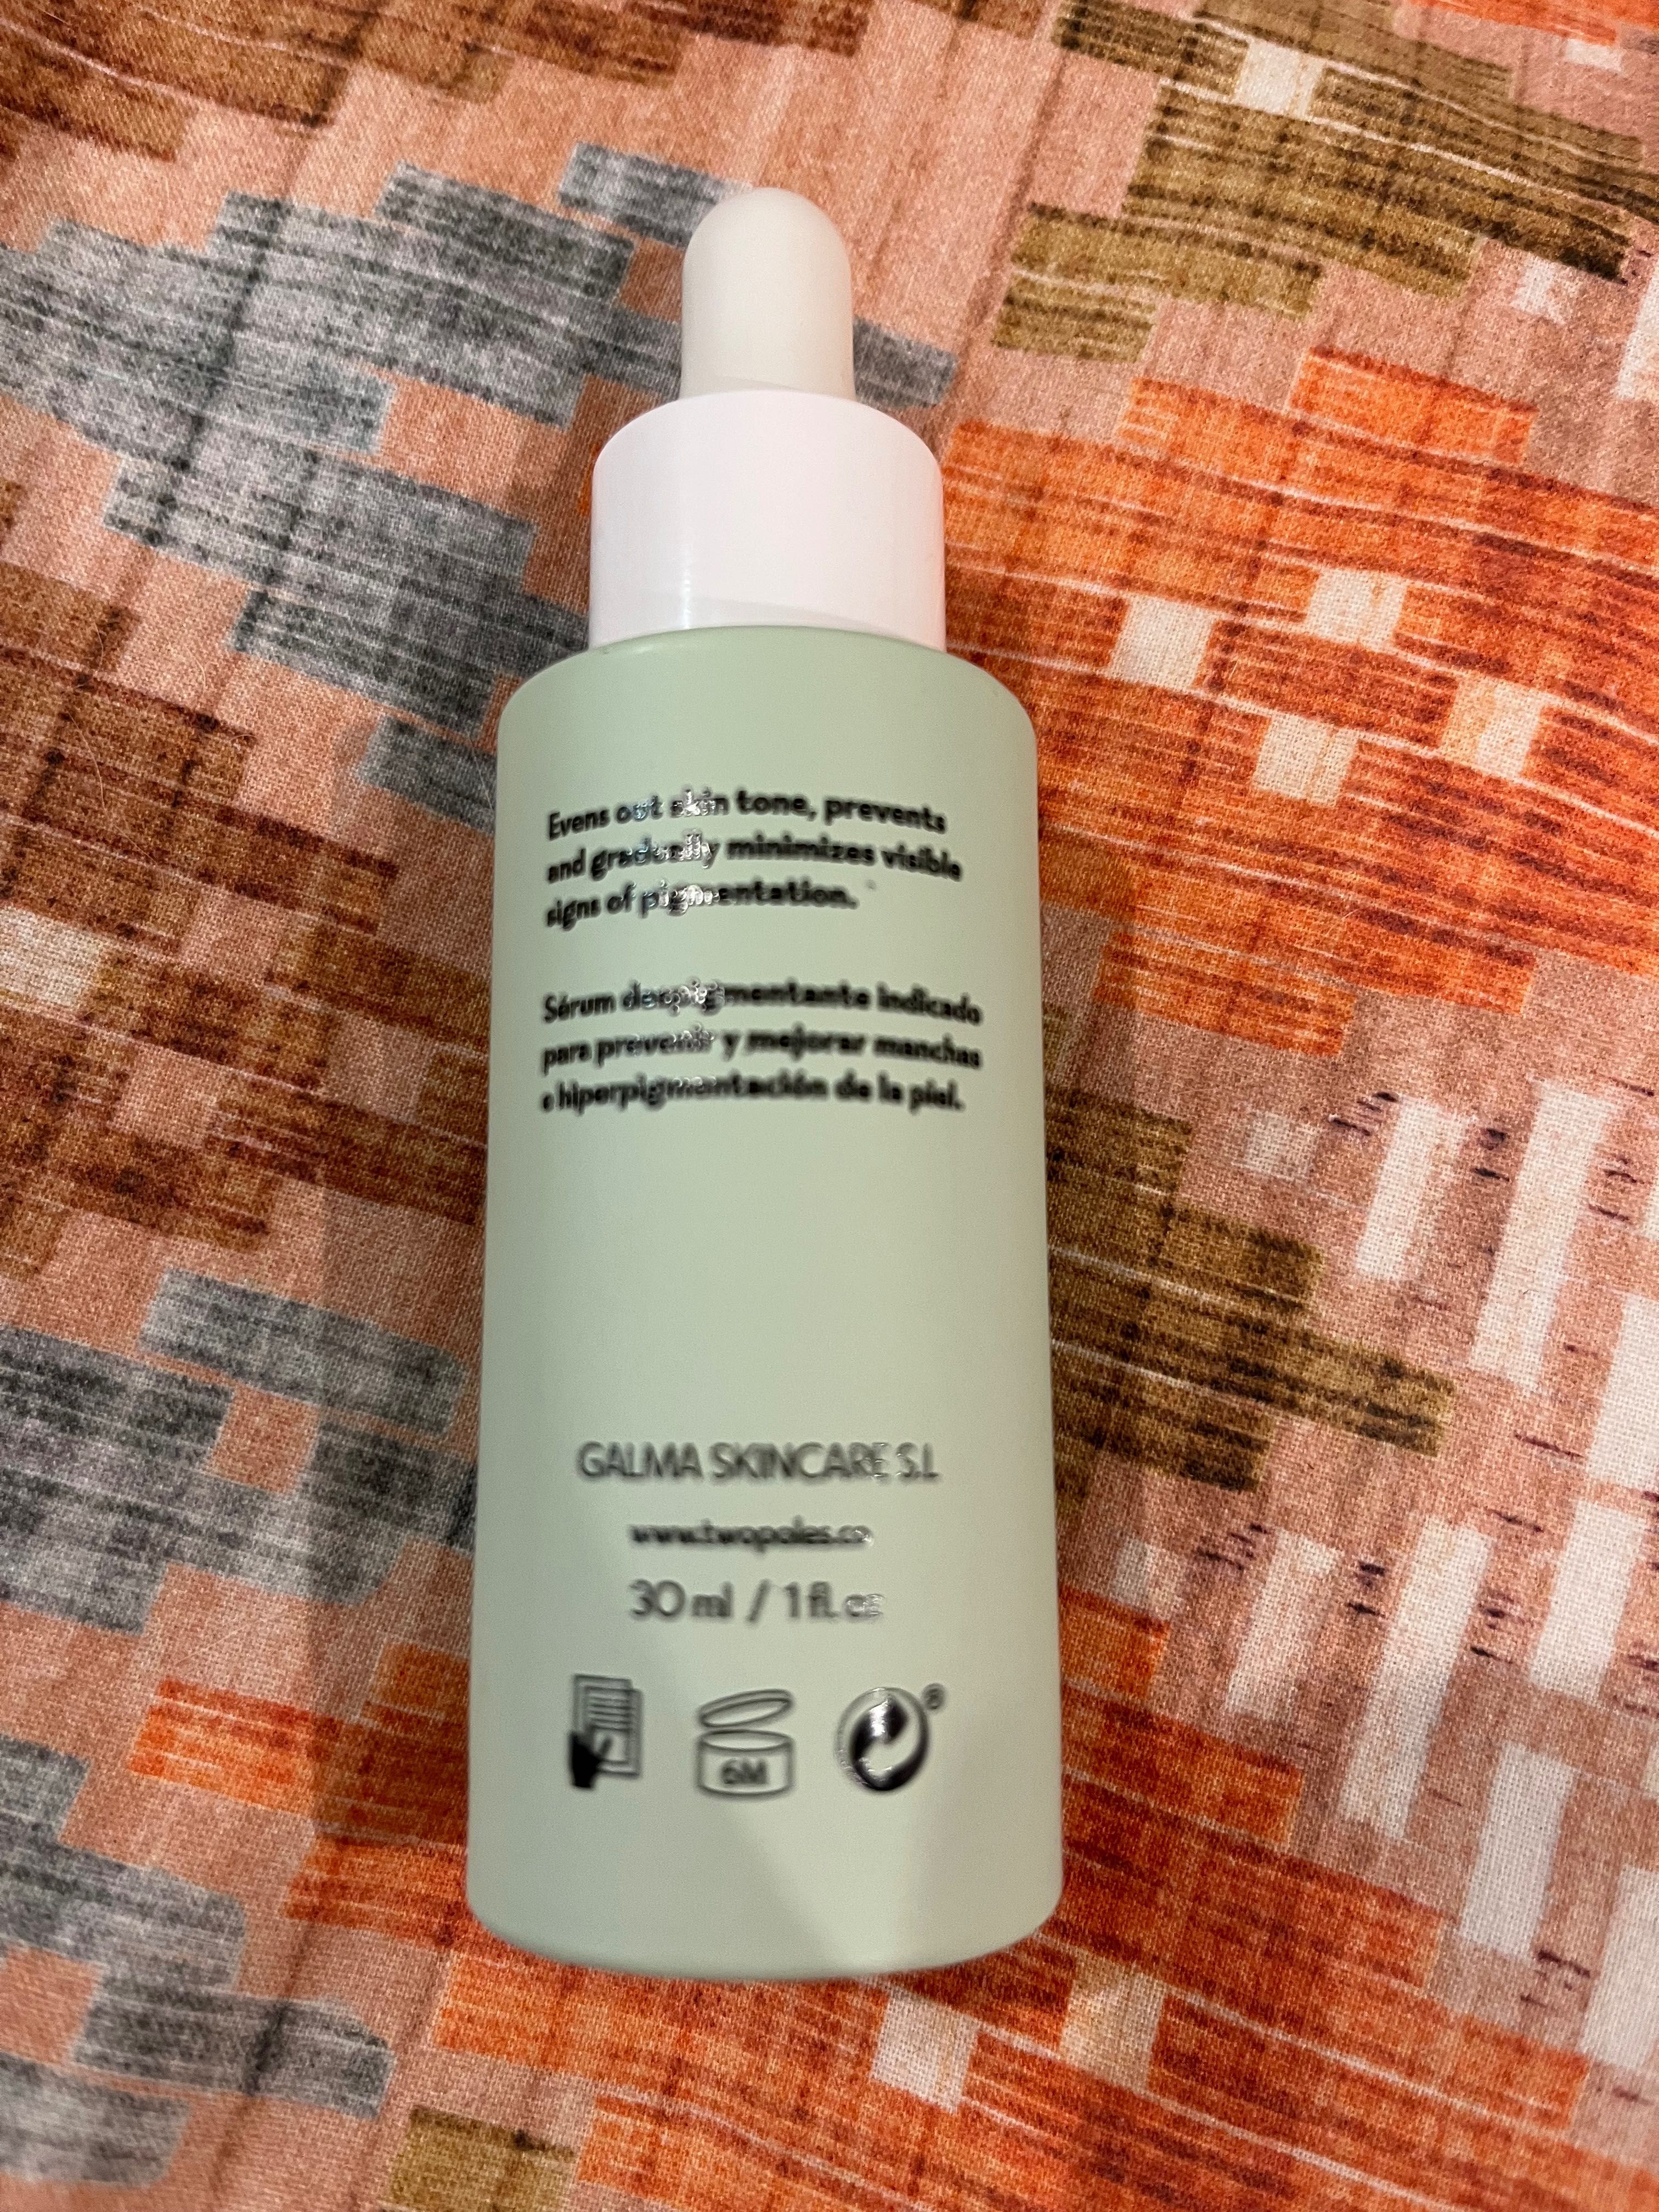 Evens out skin tone, prevents
and gradually minimizes visible
signs of pigmentation.
Sérum despigmentante indicado
para prevenir y mejorar manchas
e hiperpigmentación de la piel.
GALMA SKINCARE S.L
www.twopoles.co
30 ml / 1 fl. oz
6M
®